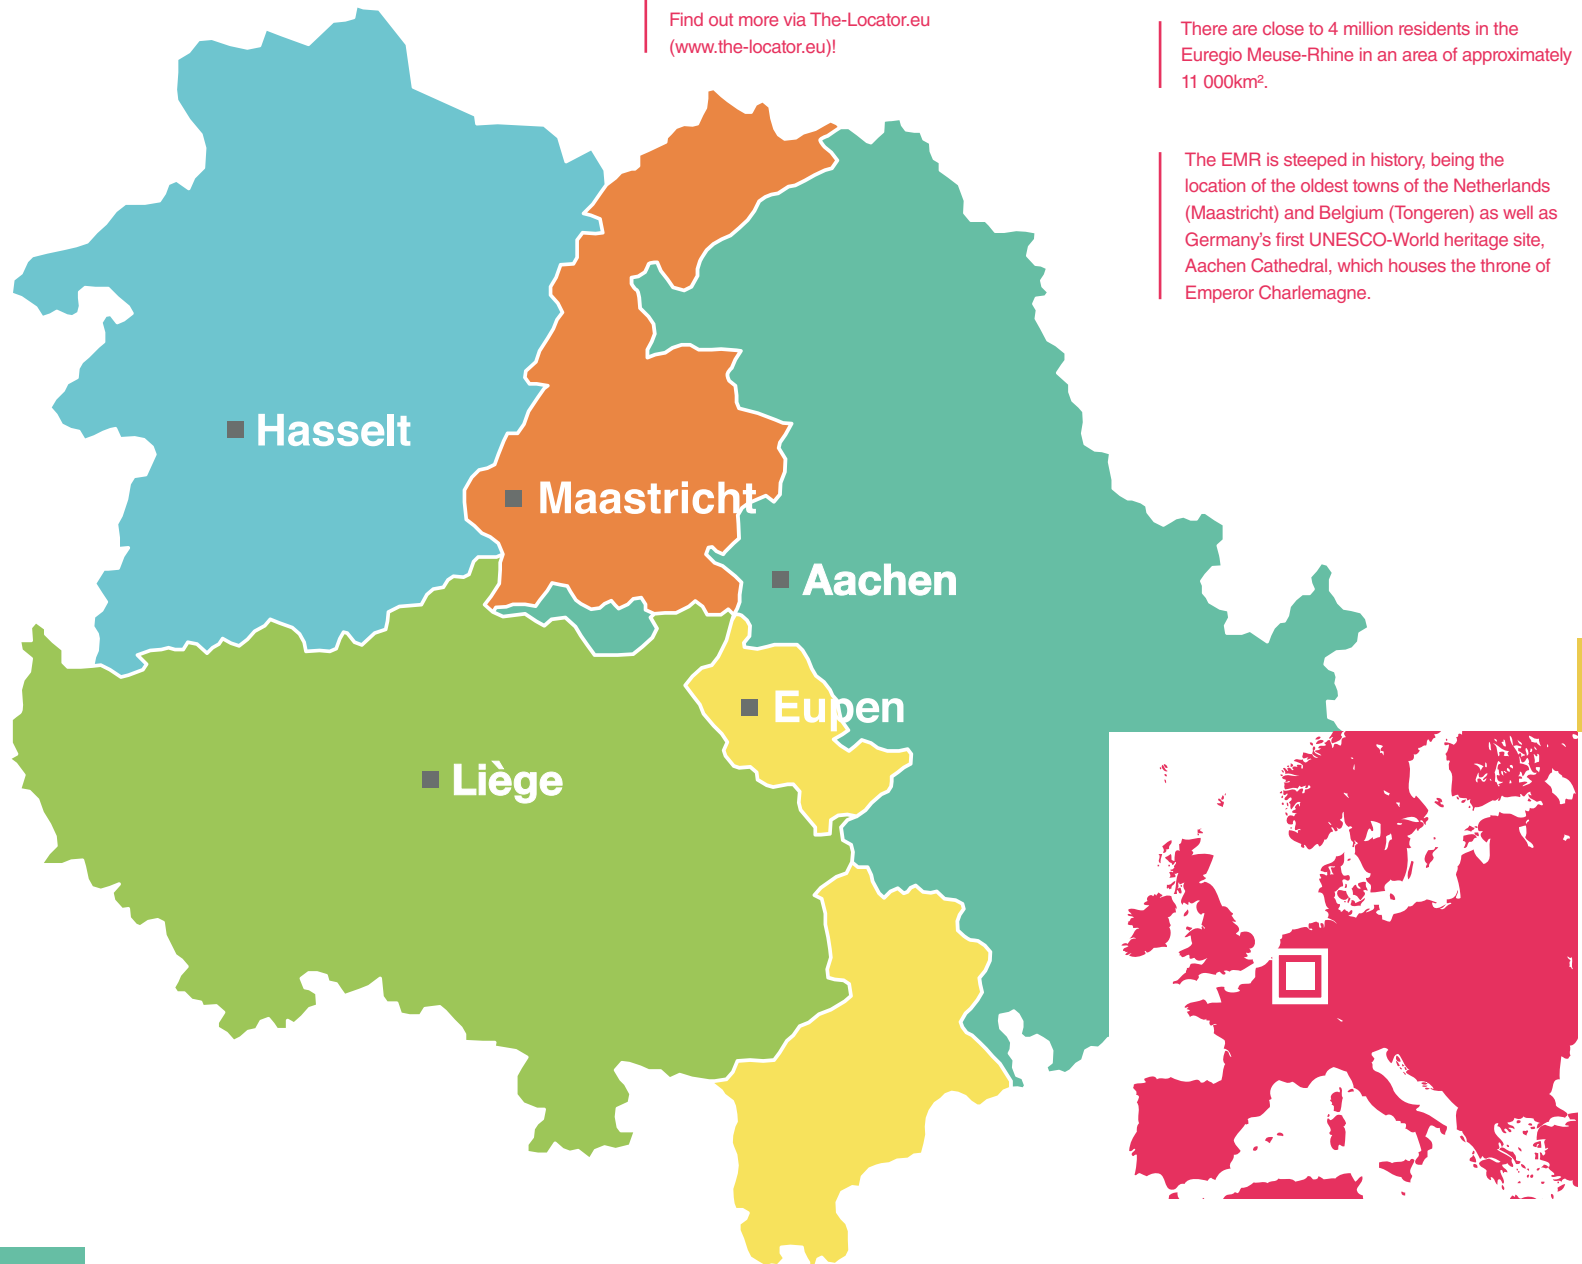 Find out more via The-Locator.eu
(www.the-locator.eu)!
There are close to 4 million residents in the
Euregio Meuse-Rhine in an area of approximately
11 000km².
The EMR is steeped in history, being the
location of the oldest towns of the Netherlands
(Maastricht) and Belgium (Tongeren) as well as
Germany’s first UNESCO-World heritage site,
Aachen Cathedral, which houses the throne of
Emperor Charlemagne.
Hasselt
Maastricht
Aachen
Eupen
Liège